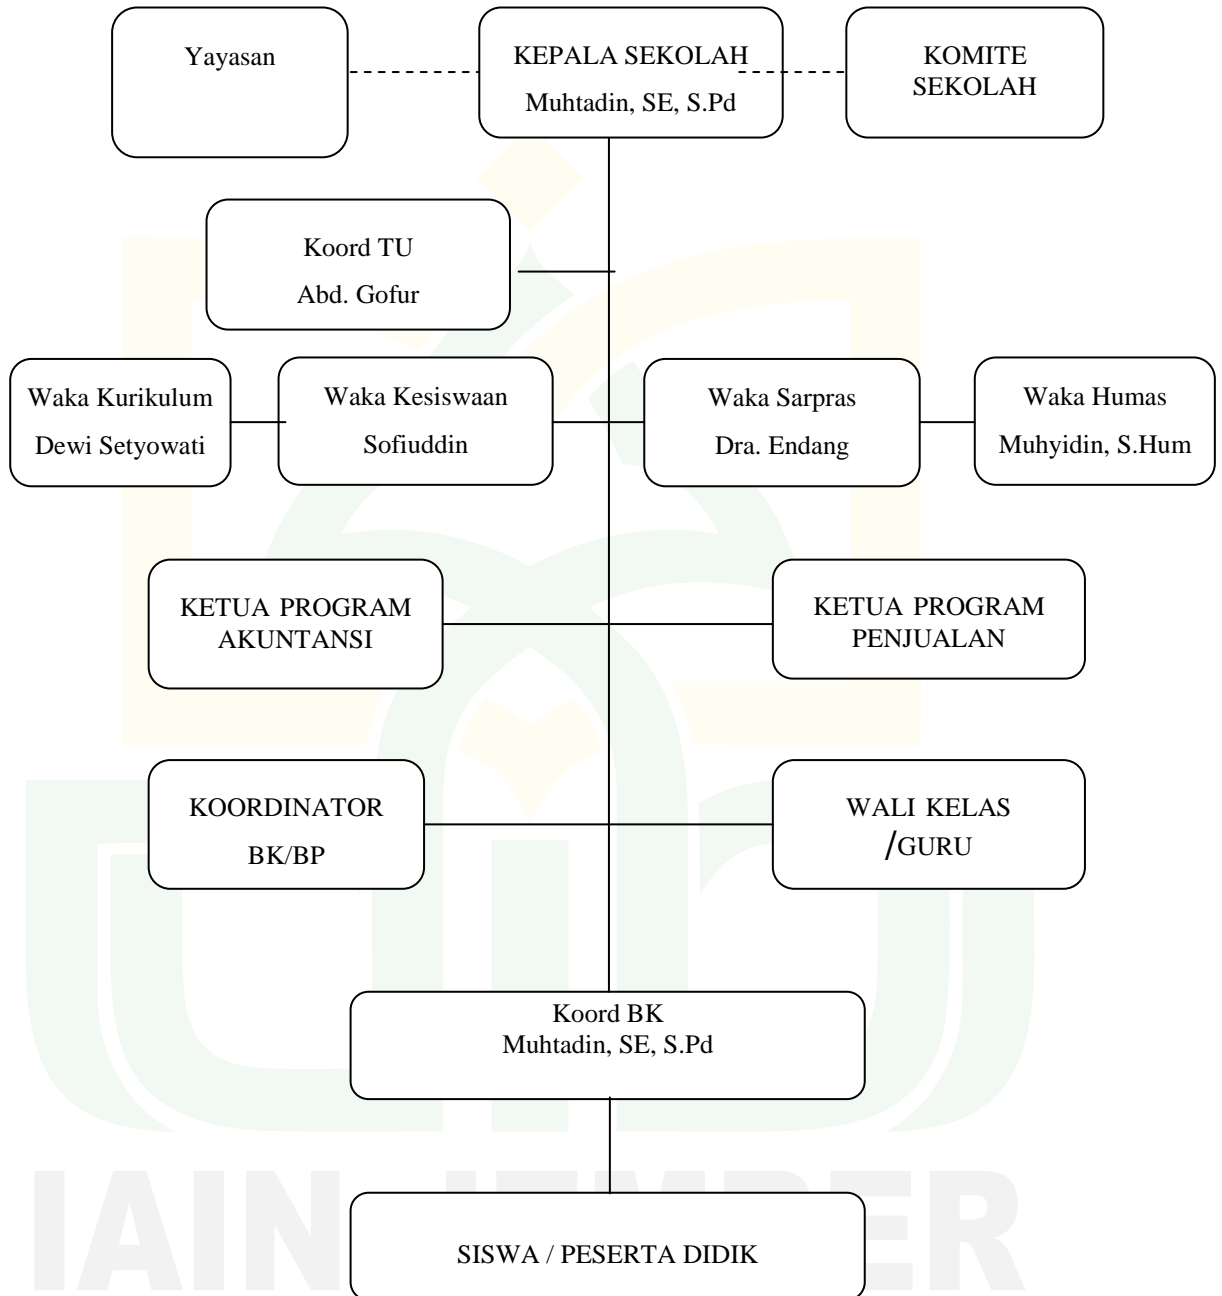 Yayasan
KEPALA SEKOLAH
Muhtadin, SE, S.Pd
KOMITE
SEKOLAH
Koord TU
Abd. Gofur
Waka Kurikulum
Dewi Setyowati
Waka Kesiswaan
Sofiuddin
Waka Sarpras
Dra. Endang
Waka Humas
Muhyidin, S.Hum
KETUA PROGRAM
AKUNTANSI
KETUA PROGRAM
PENJUALAN
KOORDINATOR
BK/BP
WALI KELAS
/GURU
Koord BK
Muhtadin, SE, S.Pd
SISWA / PESERTA DIDIK
IAIN JEMBER